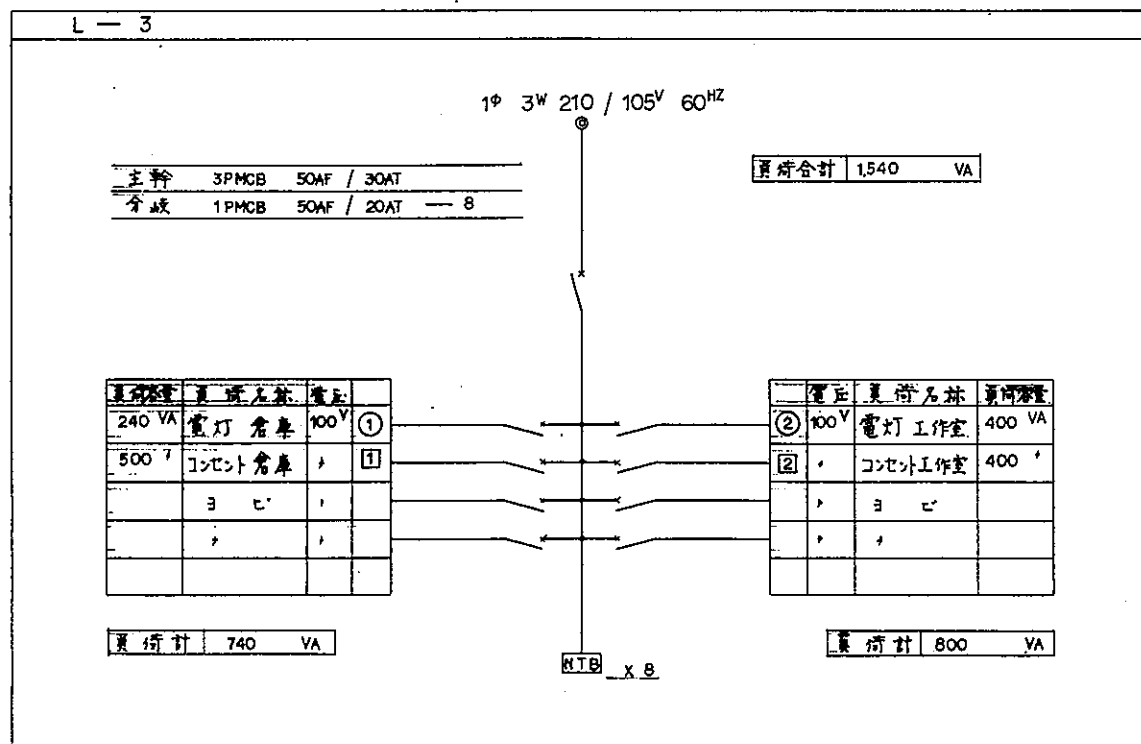 L — 3
1φ 3W 210 / 105V 60HZ
主幹 3PMCB 50AF / 30AT
分岐 1PMCB 50AF / 20AT — 8
負荷合計 1,540 VA
負荷容量 負荷名称 電圧
240 VA 電灯 倉庫 100V ①
500 〃 コンセント 倉庫 〃 1
ヨビ 〃
〃 〃
負荷計 740 VA
電圧 負荷名称 負荷容量
② 100V 電灯 工作室 400 VA
2 〃 コンセント 工作室 400 〃
〃 ヨビ
〃 〃
負荷計 800 VA
NTB x 8